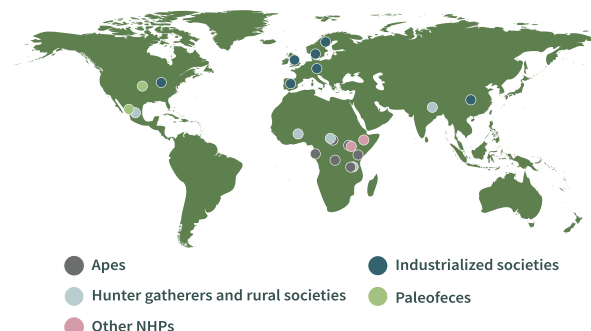 Apes
Industrialized societies
Hunter gatherers and rural societies
Paleofeces
Other NHPs